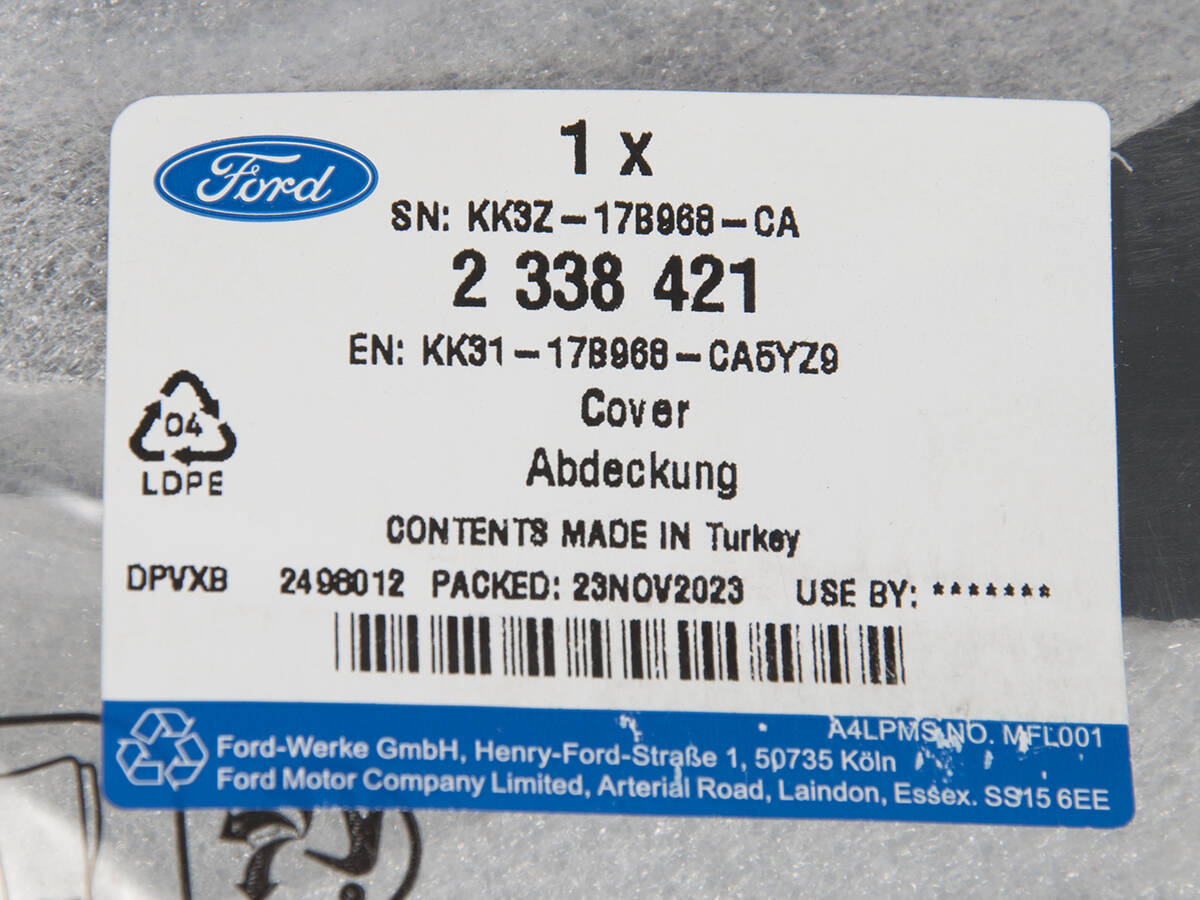 Ford
1 x
SN: KK3Z-17B968-CA
2 338 421
EN: KK31-17B968-CA5YZ9
Cover
Abdeckung
04
LDPE
CONTENTS MADE IN Turkey
DPVXB 2498012 PACKED: 23NOV2023 USE BY: *******
A4LPMS NO. MFL001
Ford-Werke GmbH, Henry-Ford-Straße 1, 50735 Köln
Ford Motor Company Limited, Arterial Road, Laindon, Essex. SS15 6EE